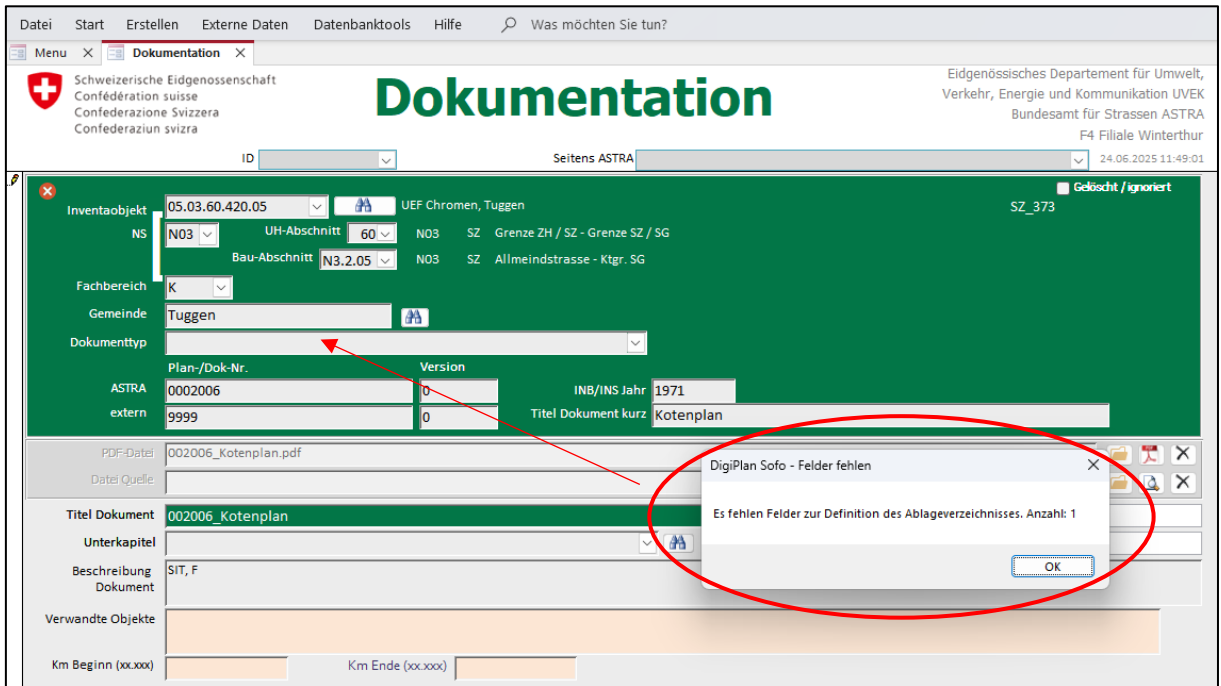 Datei Start Erstellen Externe Daten Datenbanktools Hilfe Was möchten Sie tun?
Menu X Dokumentation X
Schweizerische Eidgenossenschaft
Confédération suisse
Confederazione Svizzera
Confederaziun svizra
Dokumentation
Eidgenössisches Departement für Umwelt,
Verkehr, Energie und Kommunikation UVEK
Bundesamt für Strassen ASTRA
F4 Filiale Winterthur
ID Seitens ASTRA 24.06.2025 11:49:01
Gelöscht / ignoriert
Inventaobjekt 05.03.60.420.05 UEF Chromen, Tuggen SZ_373
NS N03 UH-Abschnitt 60 N03 SZ Grenze ZH / SZ - Grenze SZ / SG
Bau-Abschnitt N3.2.05 N03 SZ Allmeindstrasse - Ktgr. SG
Fachbereich K
Gemeinde Tuggen
Dokumenttyp
Plan-/Dok-Nr. Version
ASTRA 0002006 0 INB/INS Jahr 1971
extern 9999 0 Titel Dokument kurz Kotenplan
PDF-Datei 002006_Kotenplan.pdf
Datei Quelle
DigiPlan Sofo - Felder fehlen
Es fehlen Felder zur Definition des Ablageverzeichnisses. Anzahl: 1
OK
Titel Dokument 002006_Kotenplan
Unterkapitel
Beschreibung SIT, F
Dokument
Verwandte Objekte
Km Beginn (xx.xxx) Km Ende (xx.xxx)